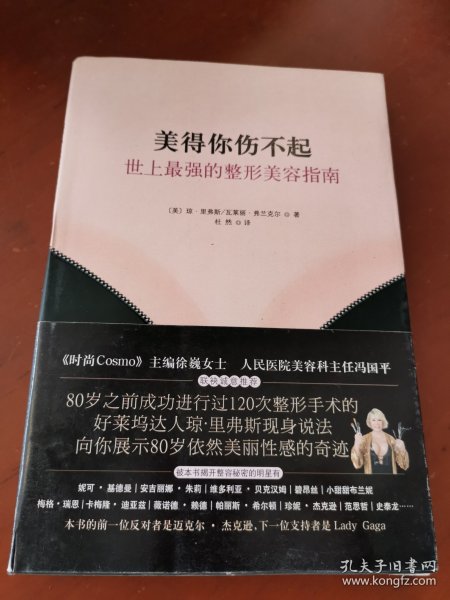 美得你伤不起
世上最强的整形美容指南
〔美〕琼·里弗斯/瓦莱丽·弗兰克尔 ◎ 著
杜 然 ◎ 译
《时尚Cosmo》主编徐巍女士 人民医院美容科主任冯国平
联袂诚意推荐
80岁之前成功进行过120次整形手术的
好莱坞达人琼·里弗斯现身说法
向你展示80岁依然美丽性感的奇迹
被本书揭开整容秘密的明星有
妮可·基德曼|安吉丽娜·朱莉|维多利亚·贝克汉姆|碧昂丝|小甜甜布兰妮
梅格·瑞恩|卡梅隆·迪亚兹|薇诺娜·赖德|帕丽斯·希尔顿|珍妮·杰克逊|范思哲|史泰龙……
本书的前一位反对者是迈克尔·杰克逊,下一位支持者是Lady Gaga
孔夫子旧书网
www.kongfz.com